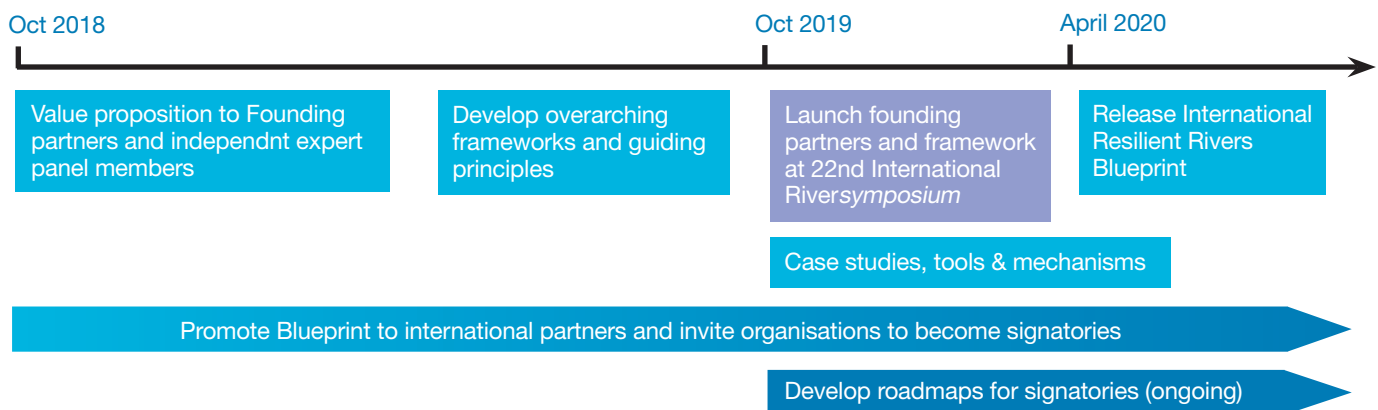 Oct 2018
Oct 2019
April 2020
Value proposition to Founding
partners and independnt expert
panel members
Develop overarching
frameworks and guiding
principles
Launch founding
partners and framework
at 22nd International
Riversymposium
Release International
Resilient Rivers
Blueprint
Case studies, tools & mechanisms
Promote Blueprint to international partners and invite organisations to become signatories
Develop roadmaps for signatories (ongoing)